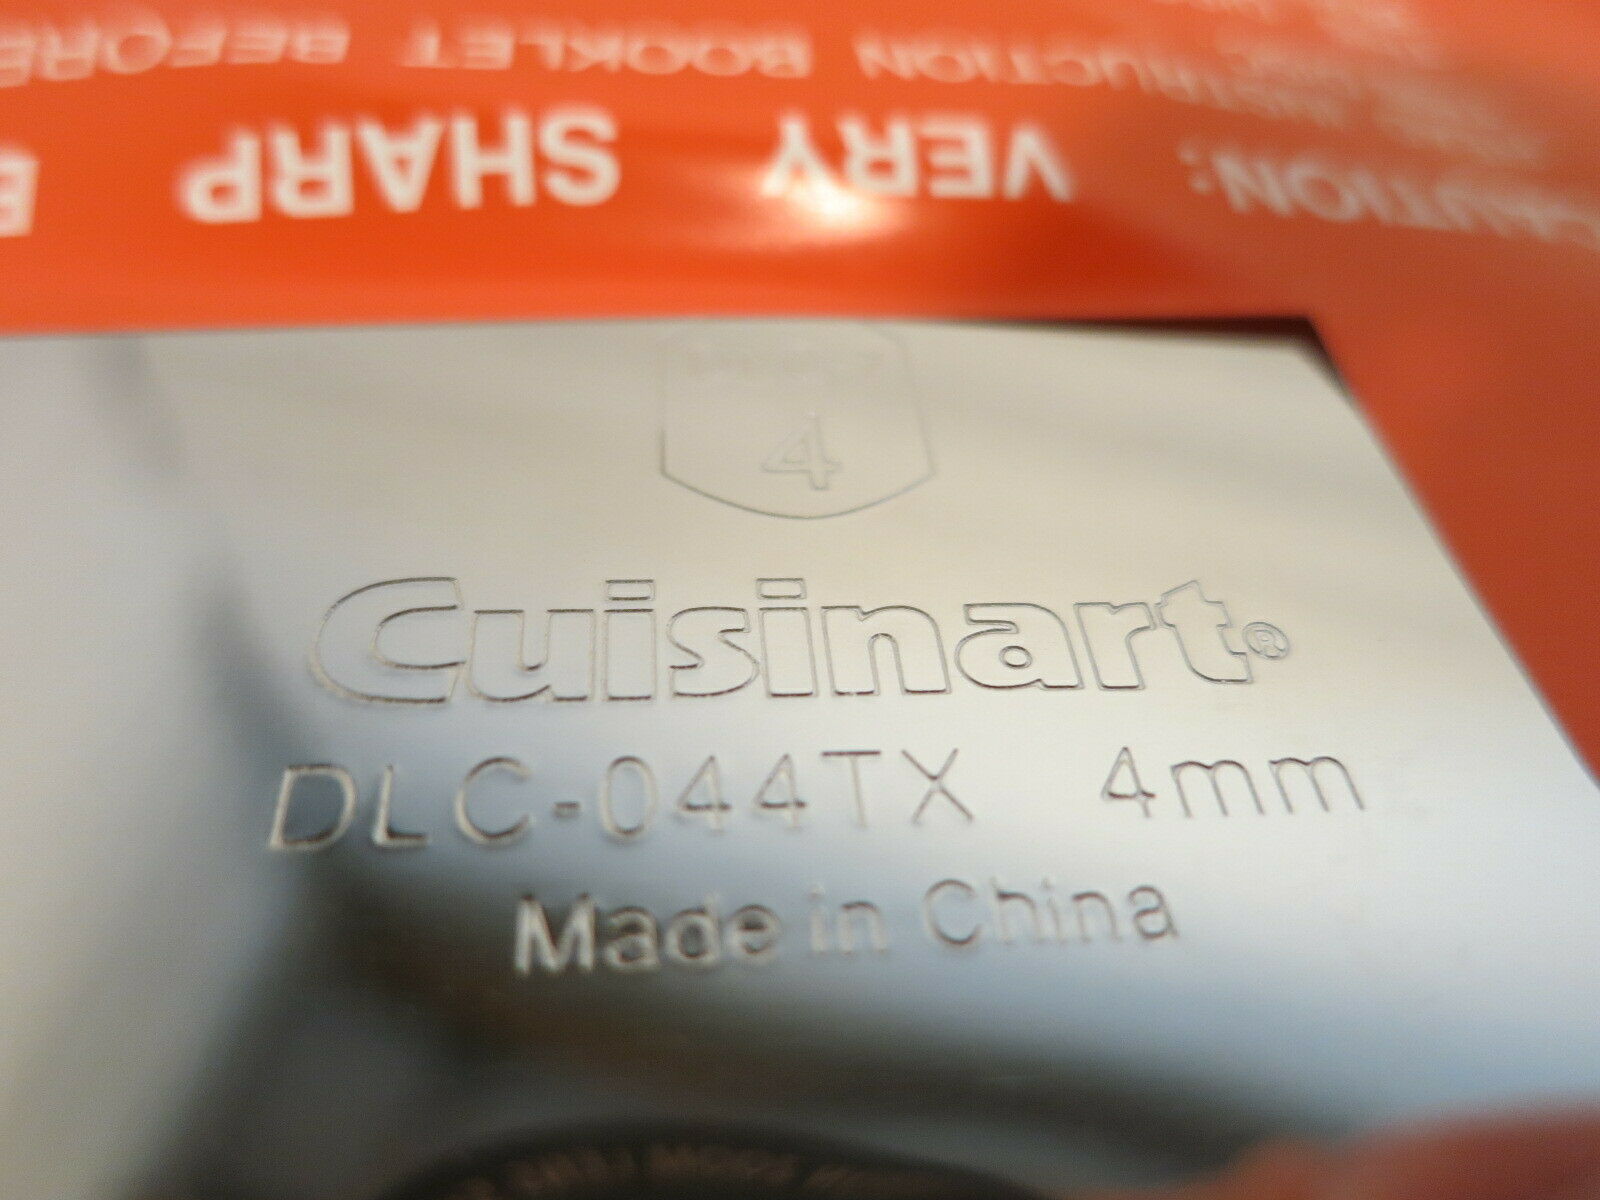 INSTRUCTION BOOKLET BEFORE
CAUTION: VERY SHARP
4
Cuisinart®
DLC-044TX 4mm
Made in China